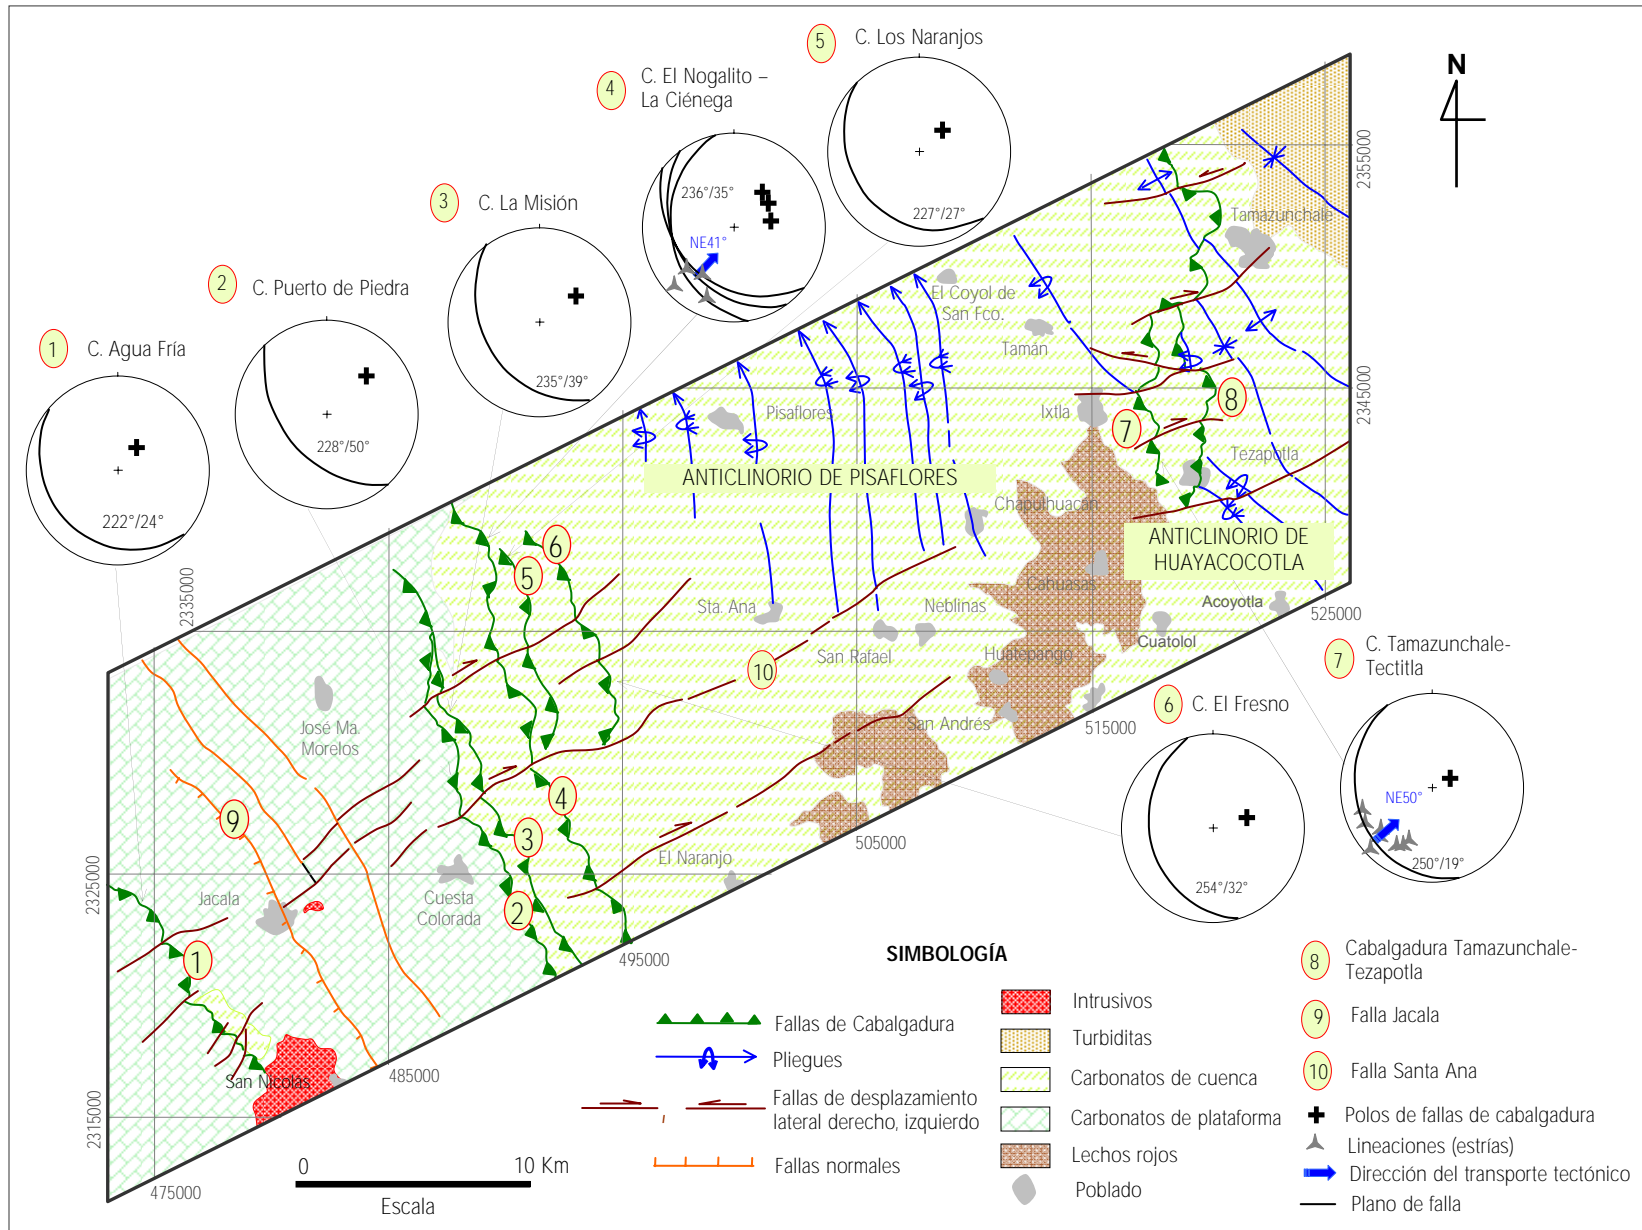 5
C. Los Naranjos
227°/27°
4
C. El Nogalito –
La Ciénega
236°/35°
NE41°
N
3
C. La Misión
235°/39°
2
C. Puerto de Piedra
228°/50°
1
C. Agua Fría
222°/24°
2355000
2345000
2335000
2325000
2315000
475000
485000
495000
505000
515000
525000
Tamazunchale
El Coyol de
San Fco.
Tamán
Pisaflores
Ixtla
8
7
Tezapotla
ANTICLINORIO DE PISAFLORES
Chapulhuacán
ANTICLINORIO DE
HUAYACOCOTLA
6
5
Cahuasas
Acoyotla
Sta. Ana
Neblinas
San Rafael
Cuatolol
Huatepango
10
José Ma.
Morelos
San Andrés
9
4
3
El Naranjo
Jacala
Cuesta
Colorada
2
1
San Nicolás
7
C. Tamazunchale-
Tectitla
NE50°
250°/19°
6
C. El Fresno
254°/32°
SIMBOLOGÍA
Fallas de Cabalgadura
Pliegues
Fallas de desplazamiento
lateral derecho, izquierdo
Fallas normales
Intrusivos
Turbiditas
Carbonatos de cuenca
Carbonatos de plataforma
Lechos rojos
Poblado
8
Cabalgadura Tamazunchale-
Tezapotla
9
Falla Jacala
10
Falla Santa Ana
Polos de fallas de cabalgadura
Lineaciones (estrías)
Dirección del transporte tectónico
Plano de falla
0
10 Km
Escala